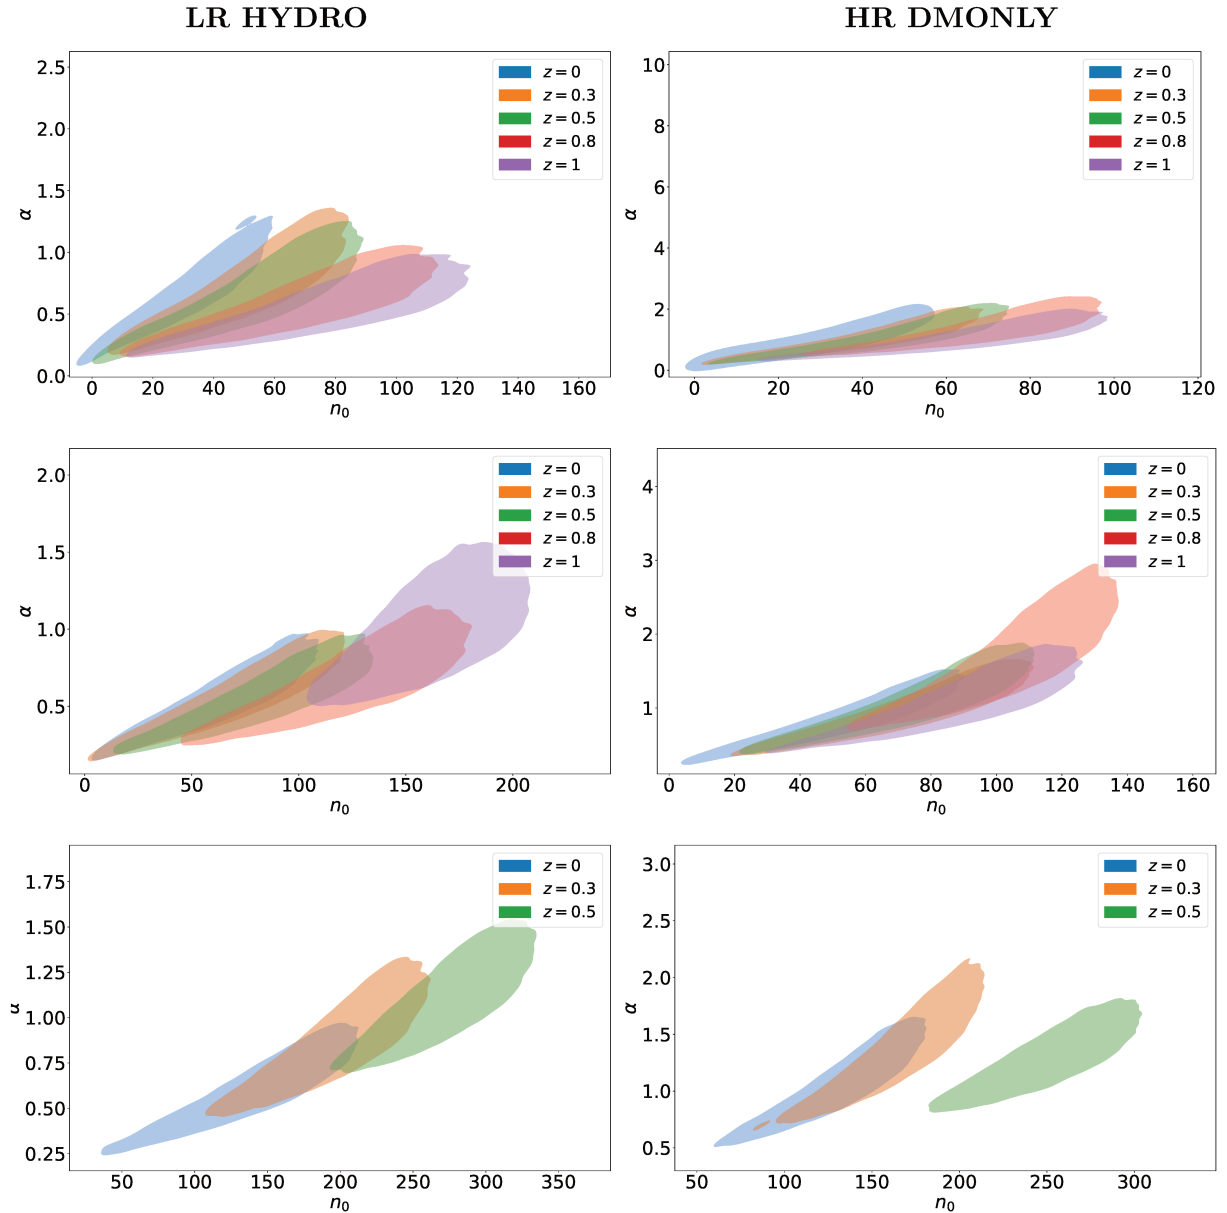 LR HYDRO
HR DMONLY
2.5
2.0
1.5
1.0
0.5
0.0
α
0 20 40 60 80 100 120 140 160
n0
z = 0
z = 0.3
z = 0.5
z = 0.8
z = 1
10
8
6
4
2
0
α
0 20 40 60 80 100 120
n0
z = 0
z = 0.3
z = 0.5
z = 0.8
z = 1
2.0
1.5
1.0
0.5
α
0 50 100 150 200
n0
z = 0
z = 0.3
z = 0.5
z = 0.8
z = 1
4
3
2
1
α
0 20 40 60 80 100 120 140 160
n0
z = 0
z = 0.3
z = 0.5
z = 0.8
z = 1
1.75
1.50
1.25
1.00
0.75
0.50
0.25
α
50 100 150 200 250 300 350
n0
z = 0
z = 0.3
z = 0.5
3.0
2.5
2.0
1.5
1.0
0.5
α
50 100 150 200 250 300
n0
z = 0
z = 0.3
z = 0.5